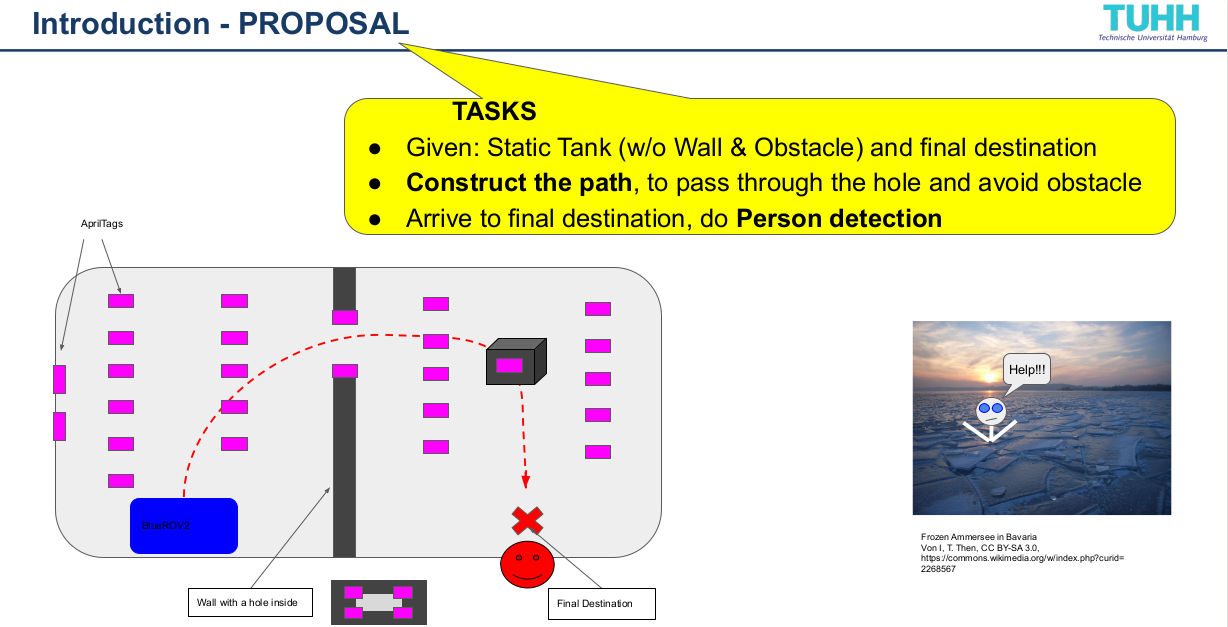 Introduction - PROPOSAL
TUHH
Technische Universität Hamburg
TASKS
● Given: Static Tank (w/o Wall & Obstacle) and final destination
● Construct the path, to pass through the hole and avoid obstacle
● Arrive to final destination, do Person detection
AprilTags
Help!!!
BlueROV2
Frozen Ammersee in Bavaria
Von I, T. Then, CC BY-SA 3.0,
https://commons.wikimedia.org/w/index.php?curid=
2268567
Wall with a hole inside
Final Destination